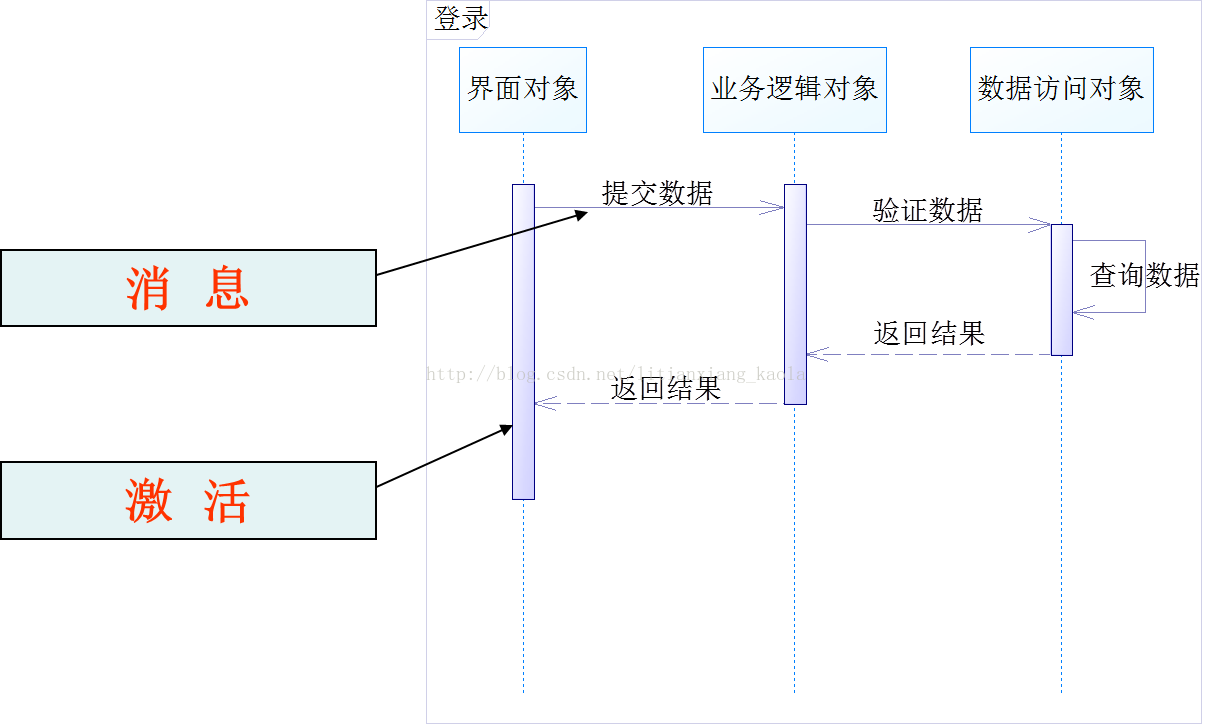 登录
界面对象
业务逻辑对象
数据访问对象
提交数据
验证数据
消 息
查询数据
返回结果
http://blog.csdn.net/litianxiang_kaola
返回结果
激 活